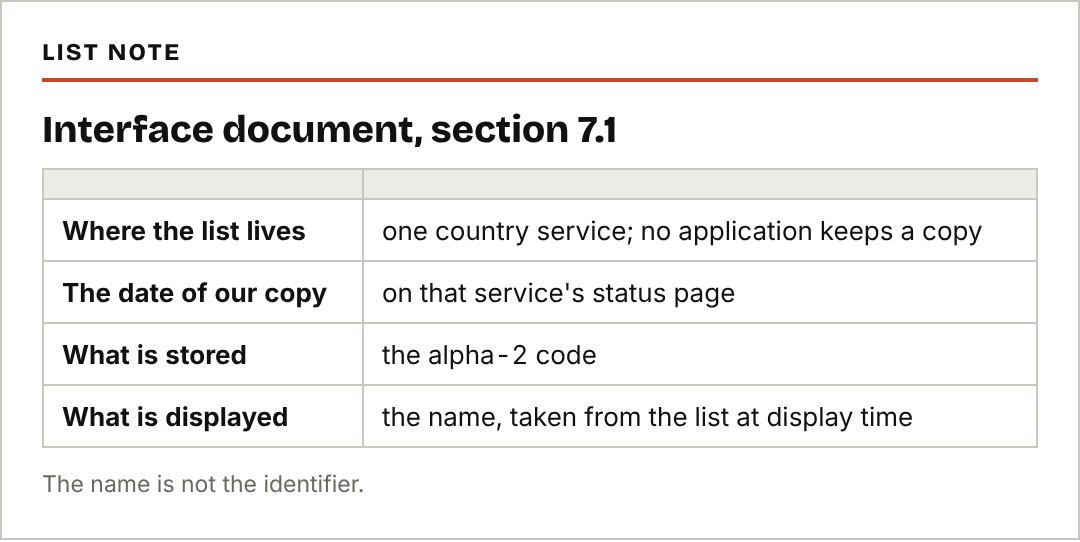 LIST NOTE
Interface document, section 7.1
Where the list lives one country service; no application keeps a copy
The date of our copy on that service's status page
What is stored the alpha-2 code
What is displayed the name, taken from the list at display time
The name is not the identifier.